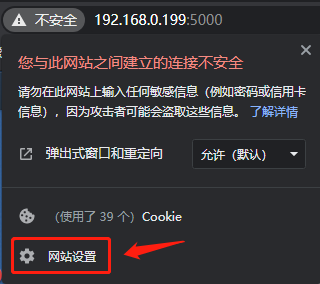 不安全 192.168.0.199:5000
您与此网站之间建立的连接不安全
请勿在此网站上输入任何敏感信息（例如密码或信用卡
信息），因为攻击者可能会盗取这些信息。 了解详情
弹出式窗口和重定向 允许（默认）
（使用了 39 个）Cookie
网站设置